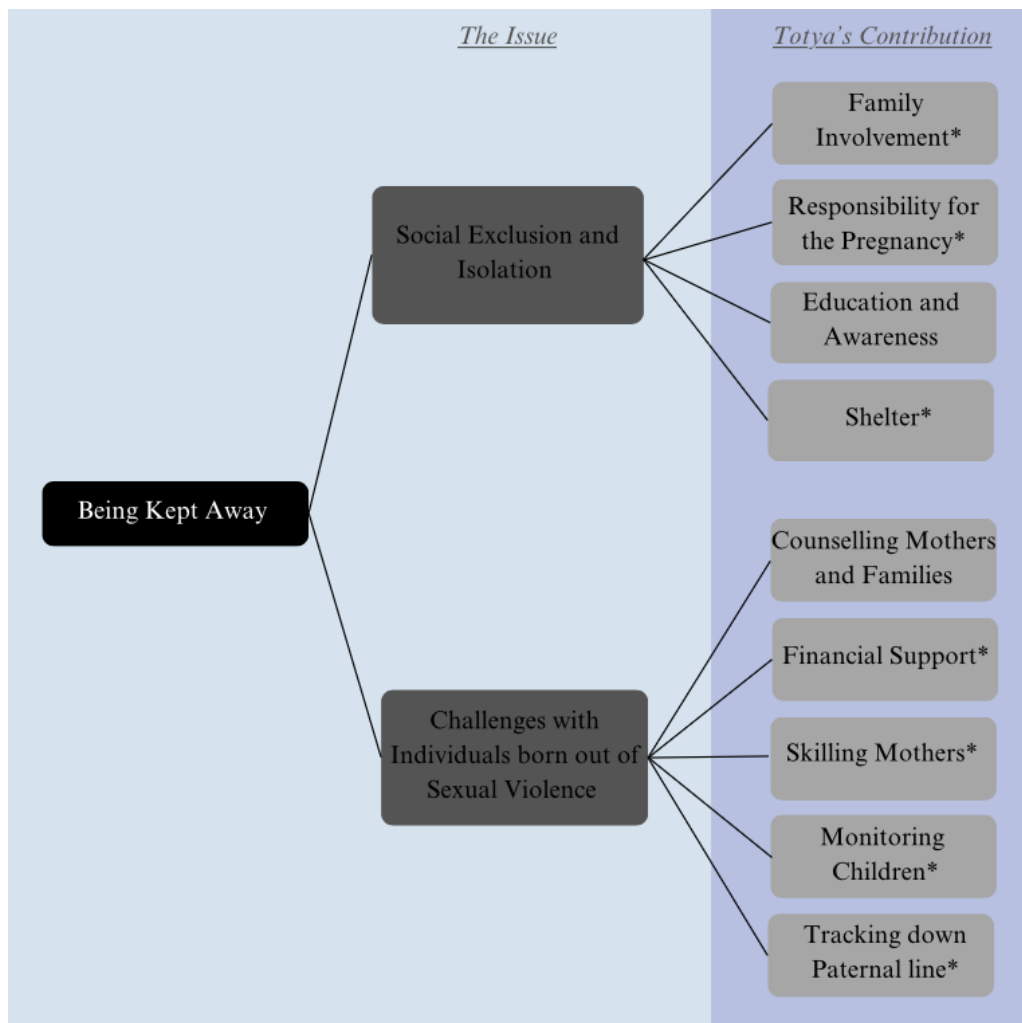 The Issue
Totya's Contribution
Family
Involvement*
Responsibility for
the Pregnancy*
Social Exclusion and
Isolation
Education and
Awareness
Shelter*
Being Kept Away
Counselling Mothers
and Families
Financial Support*
Challenges with
Individuals born out of
Sexual Violence
Skilling Mothers*
Monitoring
Children*
Tracking down
Paternal line*